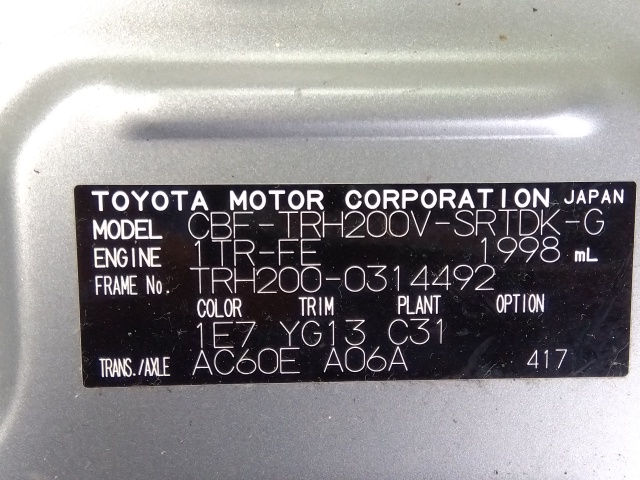 TOYOTA MOTOR CORPORATION JAPAN
MODEL CBF-TRH200V-SRTDK-G
ENGINE 1TR-FE 1998 mL
FRAME No. TRH200-0314492
COLOR TRIM PLANT OPTION
1E7 YG13 C31
TRANS./AXLE AC60E A06A 417